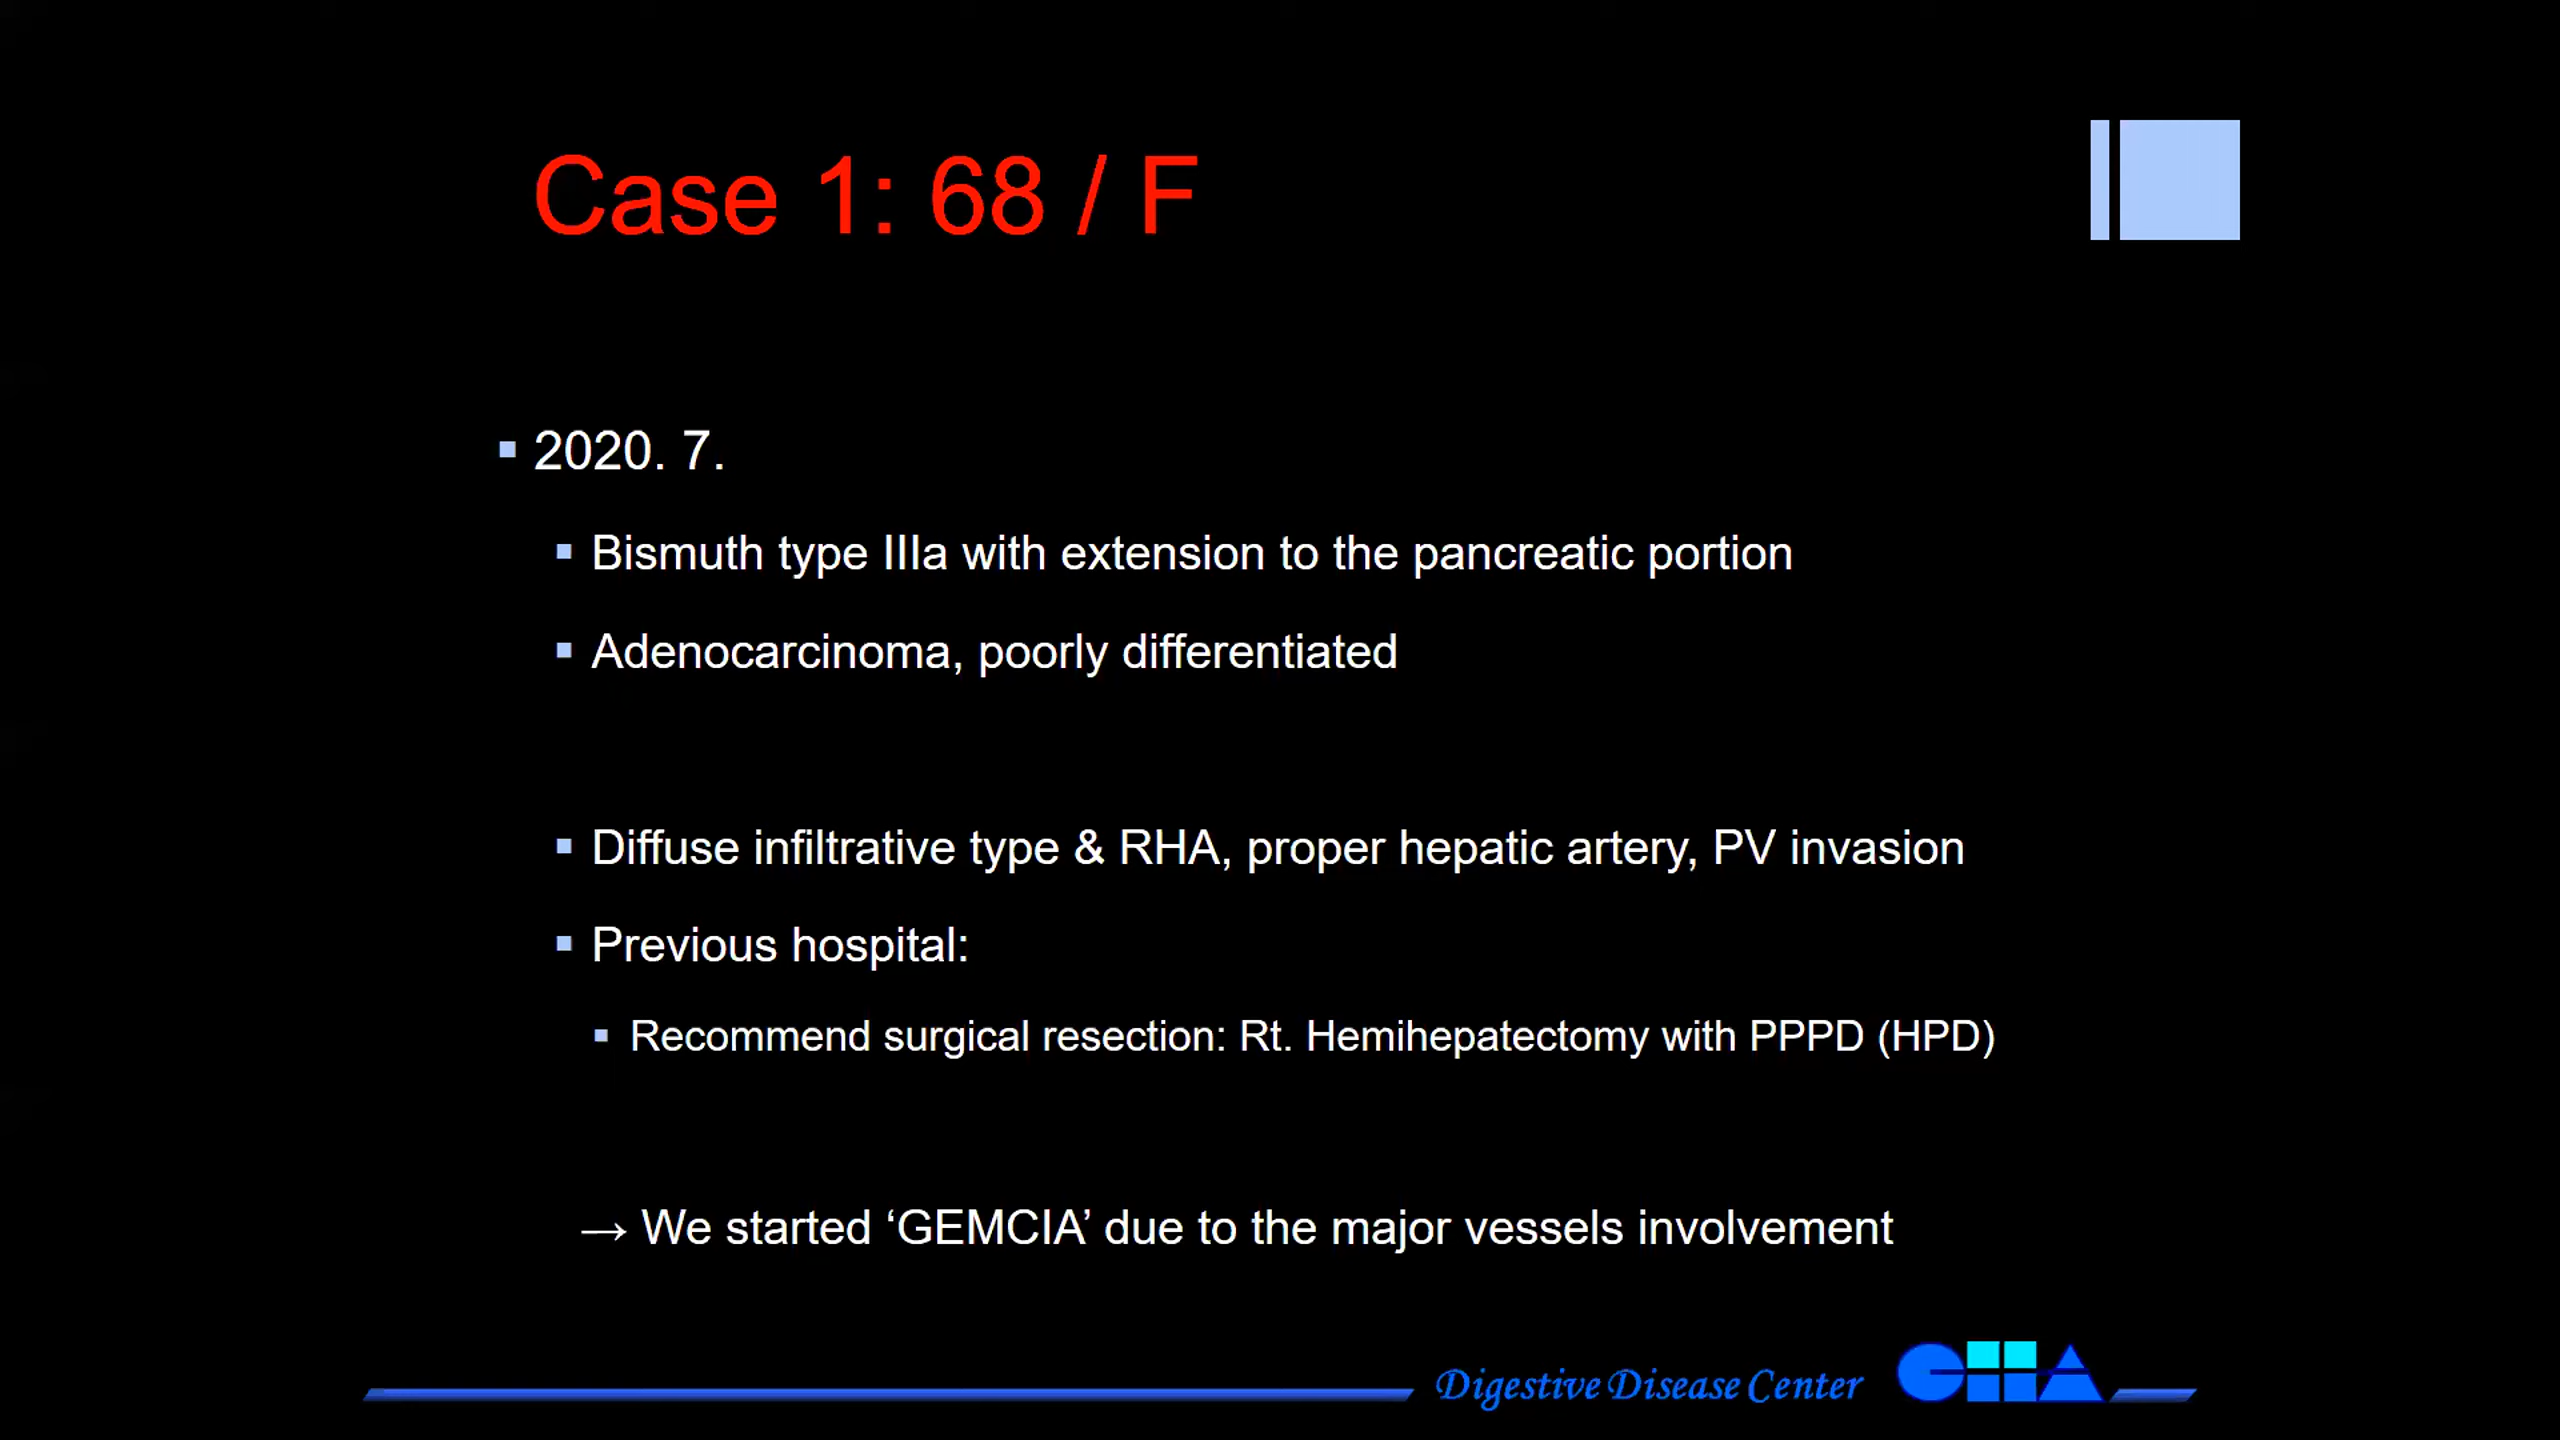 Case 1: 68 / F
2020. 7.
Bismuth type IIIa with extension to the pancreatic portion
Adenocarcinoma, poorly differentiated
Diffuse infiltrative type & RHA, proper hepatic artery, PV invasion
Previous hospital:
Recommend surgical resection: Rt. Hemihepatectomy with PPPD (HPD)
→ We started ‘GEMCIA’ due to the major vessels involvement
Digestive Disease Center CHA